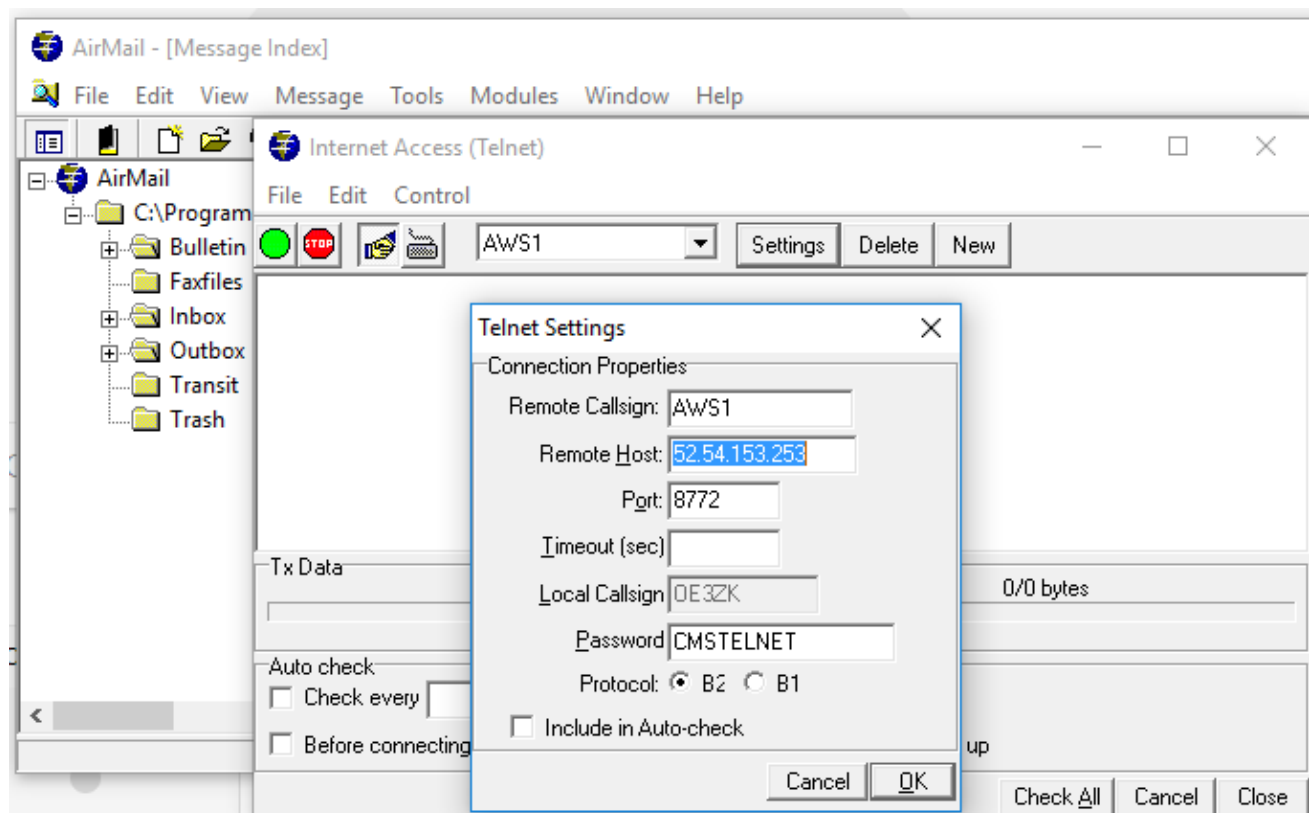 AirMail - [Message Index]
File Edit View Message Tools Modules Window Help
AirMail
C:\Program
Bulletin
Faxfiles
Inbox
Outbox
Transit
Trash
Internet Access (Telnet)
File Edit Control
STOP
AWS1 Settings Delete New
Telnet Settings
Connection Properties
Remote Callsign: AWS1
Remote Host: 52.54.153.253
Port: 8772
Timeout (sec)
Local Callsign OE3ZK
Password CMSTELNET
Protocol: B2 B1
Include in Auto-check
Cancel OK
Tx Data
0/0 bytes
Auto check
Check every
Before connecting
up
Check All Cancel Close